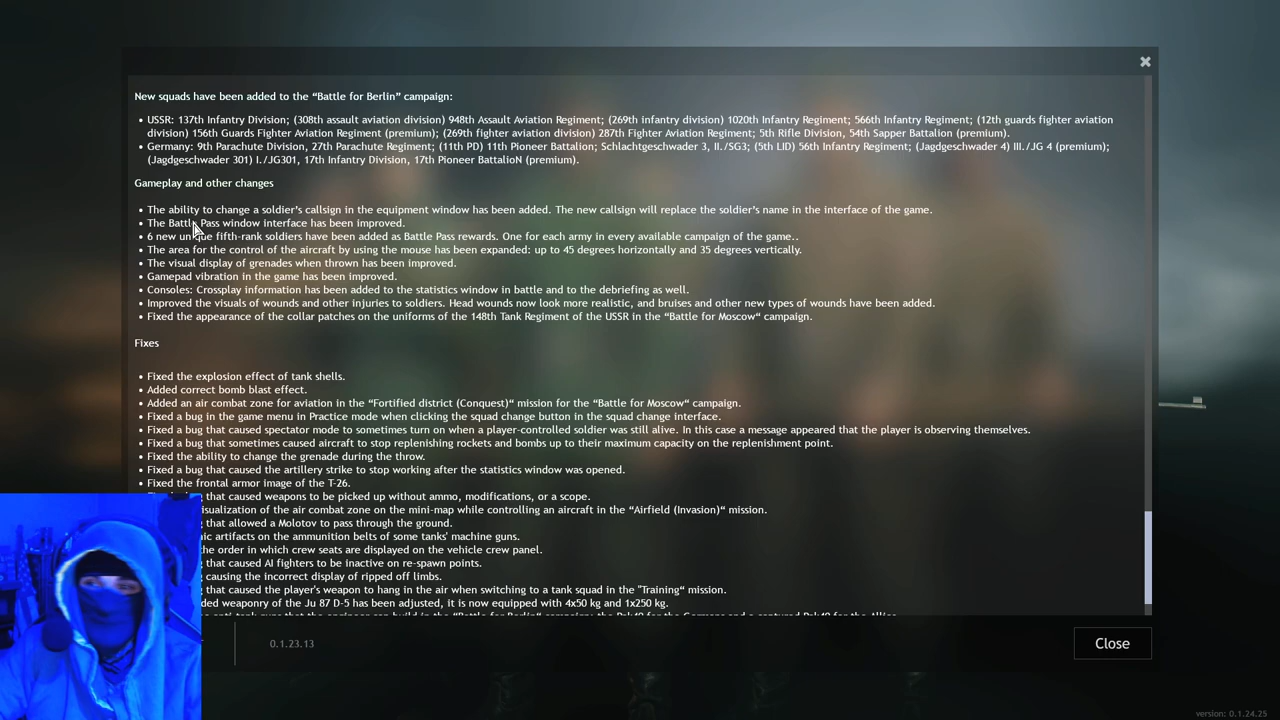 New squads have been added to the “Battle for Berlin” campaign:
• USSR: 137th Infantry Division; (308th assault aviation division) 948th Assault Aviation Regiment; (269th infantry division) 1020th Infantry Regiment; 566th Infantry Regiment; (12th guards fighter aviation
division) 156th Guards Fighter Aviation Regiment (premium); (269th fighter aviation division) 287th Fighter Aviation Regiment; 5th Rifle Division, 54th Sapper Battalion (premium).
• Germany: 9th Parachute Division, 27th Parachute Regiment; (11th PD) 11th Pioneer Battalion; Schlachtgeschwader 3, II./SG3; (5th LID) 56th Infantry Regiment; (Jagdgeschwader 4) III./JG 4 (premium);
(Jagdgeschwader 301) I./JG301, 17th Infantry Division, 17th Pioneer BattalioN (premium).
Gameplay and other changes
• The ability to change a soldier’s callsign in the equipment window has been added. The new callsign will replace the soldier’s name in the interface of the game.
• The Battle Pass window interface has been improved.
• 6 new unique fifth-rank soldiers have been added as Battle Pass rewards. One for each army in every available campaign of the game..
• The area for the control of the aircraft by using the mouse has been expanded: up to 45 degrees horizontally and 35 degrees vertically.
• The visual display of grenades when thrown has been improved.
• Gamepad vibration in the game has been improved.
• Consoles: Crossplay information has been added to the statistics window in battle and to the debriefing as well.
• Improved the visuals of wounds and other injuries to soldiers. Head wounds now look more realistic, and bruises and other new types of wounds have been added.
• Fixed the appearance of the collar patches on the uniforms of the 148th Tank Regiment of the USSR in the “Battle for Moscow“ campaign.
Fixes
• Fixed the explosion effect of tank shells.
• Added correct bomb blast effect.
• Added an air combat zone for aviation in the “Fortified district (Conquest)“ mission for the “Battle for Moscow“ campaign.
• Fixed a bug in the game menu in Practice mode when clicking the squad change button in the squad change interface.
• Fixed a bug that caused spectator mode to sometimes turn on when a player-controlled soldier was still alive. In this case a message appeared that the player is observing themselves.
• Fixed a bug that sometimes caused aircraft to stop replenishing rockets and bombs up to their maximum capacity on the replenishment point.
• Fixed the ability to change the grenade during the throw.
• Fixed a bug that caused the artillery strike to stop working after the statistics window was opened.
• Fixed the frontal armor image of the T-26.
that caused weapons to be picked up without ammo, modifications, or a scope.
of the air combat zone on the mini-map while controlling an aircraft in the “Airfield (Invasion)“ mission.
that allowed a Molotov to pass through the ground.
artifacts on the ammunition belts of some tanks' machine guns.
the order in which crew seats are displayed on the vehicle crew panel.
that caused AI fighters to be inactive on re-spawn points.
causing the incorrect display of ripped off limbs.
that caused the player's weapon to hang in the air when switching to a tank squad in the "Training“ mission.
weaponry of the Ju 87 D-5 has been adjusted, it is now equipped with 4x50 kg and 1x250 kg.
0.1.23.13
Close
version: 0.1.24.25